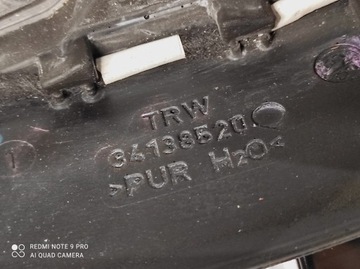 TRW
34138520
>PUR H₂O<
REDMI NOTE 9 PRO
AI QUAD CAMERA